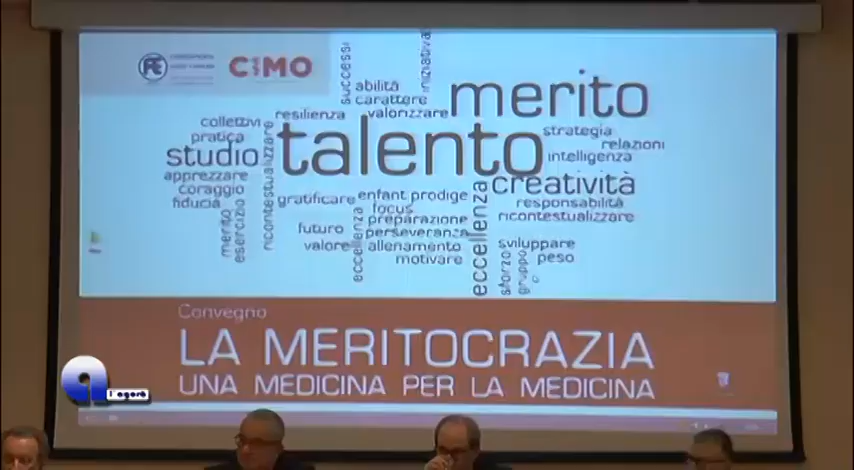 CIMO
successi
abilità
iniziativa
carattere
merito
collettivi
resilienza
valorizzare
pratica
talento
strategia
relazioni
studio
ricontestualizzare
intelligenza
apprezzare
creatività
coraggio
gratificare
enfant prodige
responsabilità
fiducia
focus
ricontestualizzare
merito
esercizio
eccellenza
preparazione
eccellenza
futuro
perseveranza
valore
allenamento
sviluppare
motivare
sforzo
gruppo
peso
Convegno
LA MERITOCRAZIA
UNA MEDICINA PER LA MEDICINA
l'agorà